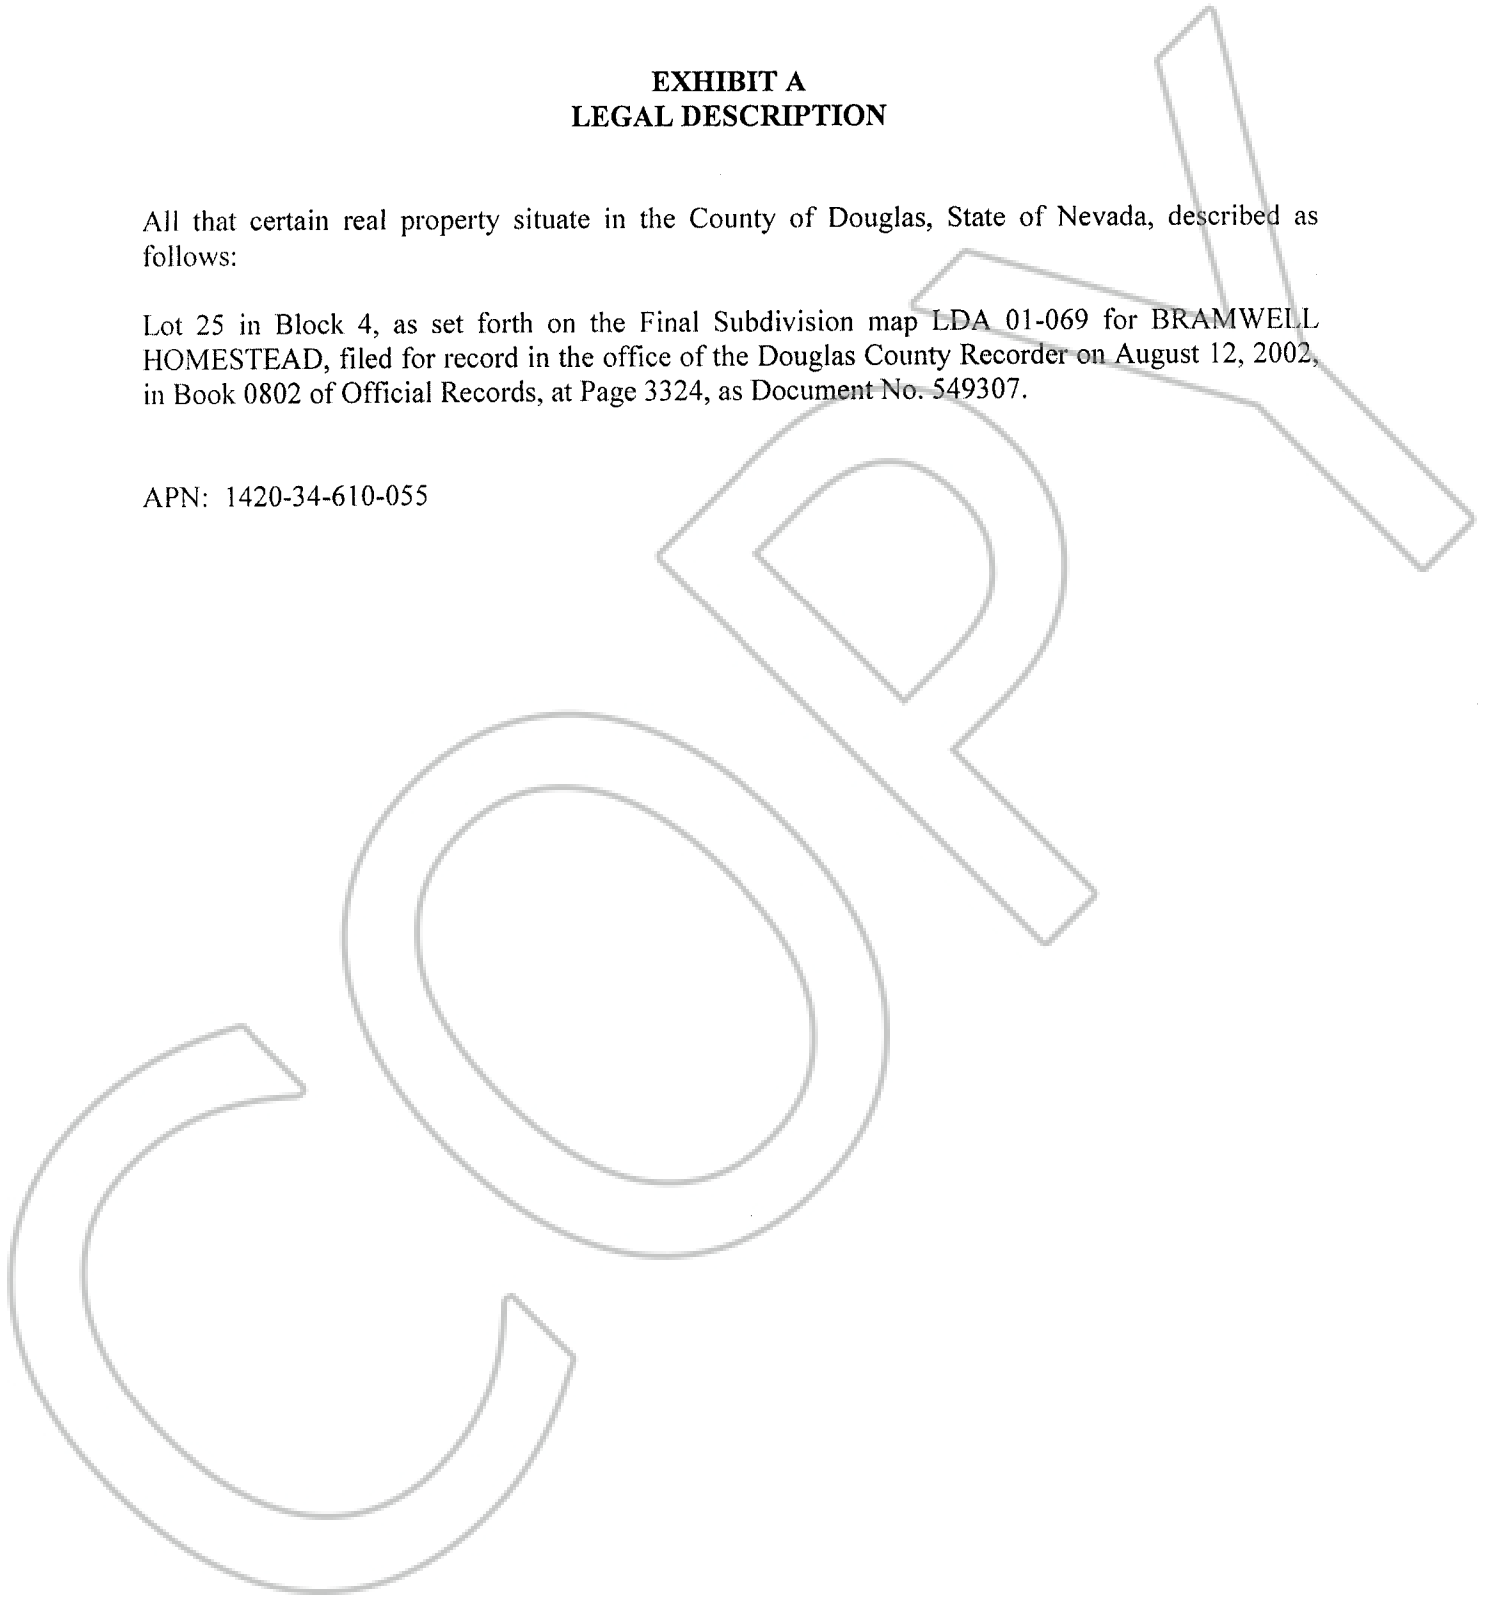 EXHIBIT A
LEGAL DESCRIPTION
All that certain real property situate in the County of Douglas, State of Nevada, described as
follows:
Lot 25 in Block 4, as set forth on the Final Subdivision map LDA 01-069 for BRAMWELL
HOMESTEAD, filed for record in the office of the Douglas County Recorder on August 12, 2002,
in Book 0802 of Official Records, at Page 3324, as Document No. 549307.
APN: 1420-34-610-055
COPY